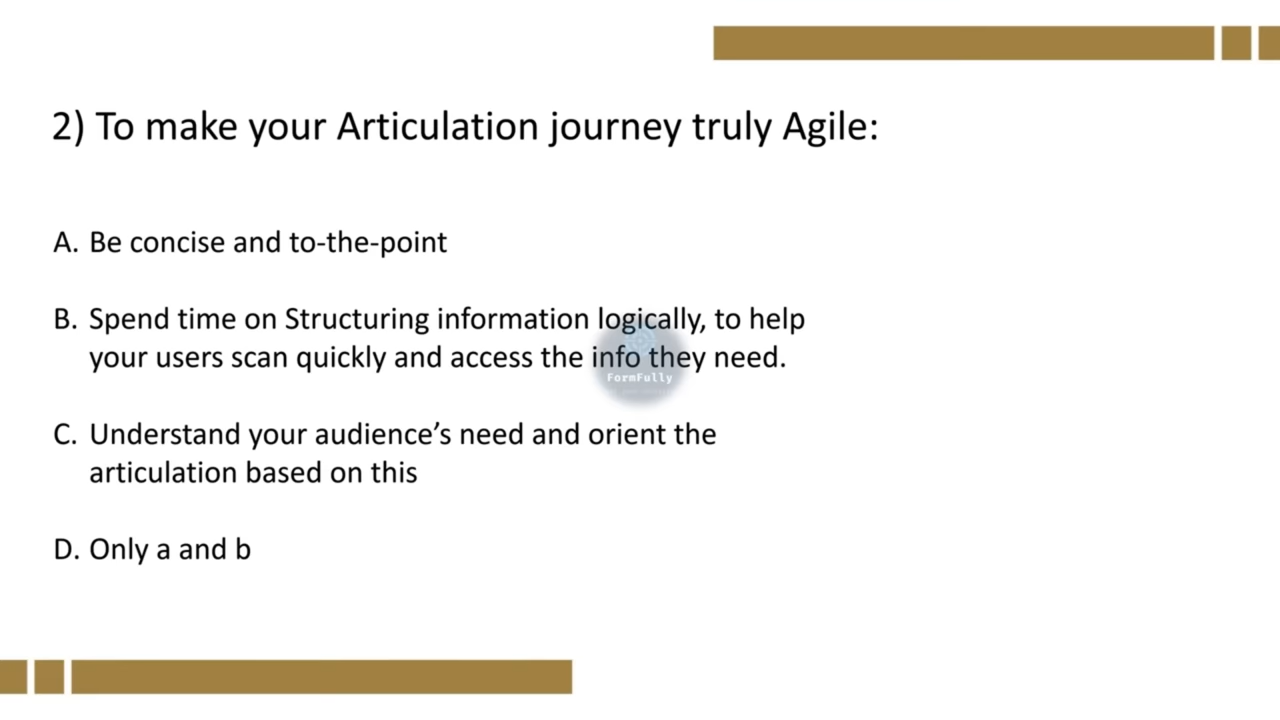 2) To make your Articulation journey truly Agile:
A. Be concise and to-the-point
B. Spend time on Structuring information logically, to help
your users scan quickly and access the info they need.
FormFully
C. Understand your audience’s need and orient the
articulation based on this
D. Only a and b